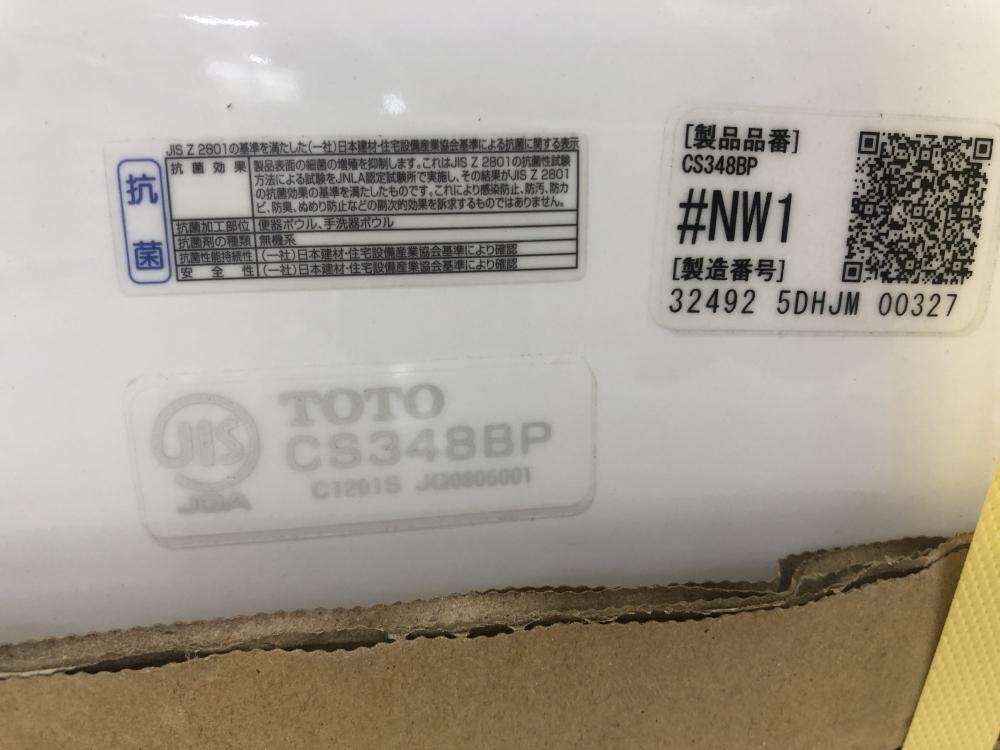 JIS Z 2801の基準を満たした(一社)日本建材・住宅設備産業協会基準による抗菌に関する表示
抗菌
抗菌効果 製品表面の細菌の増殖を抑制します。これはJIS Z 2801の抗菌性試験
方法による試験をJNLA認定試験所で実施し、その結果がJIS Z 2801
の抗菌効果の基準を満たしたものです。これにより感染防止、防汚、防カ
ビ、防臭、ぬめり防止などの副次的効果を訴求するものではありません。
抗菌加工部位 便器ボウル、手洗器ボウル
抗菌剤の種類 無機系
抗菌性能持続性 (一社)日本建材・住宅設備産業協会基準により確認
安全性 (一社)日本建材・住宅設備産業協会基準により確認
[製品品番]
CS348BP
#NW1
[製造番号]
32492 5DHJM 00327
JIS
JQA
TOTO
CS348BP
C1201S JQ0605001